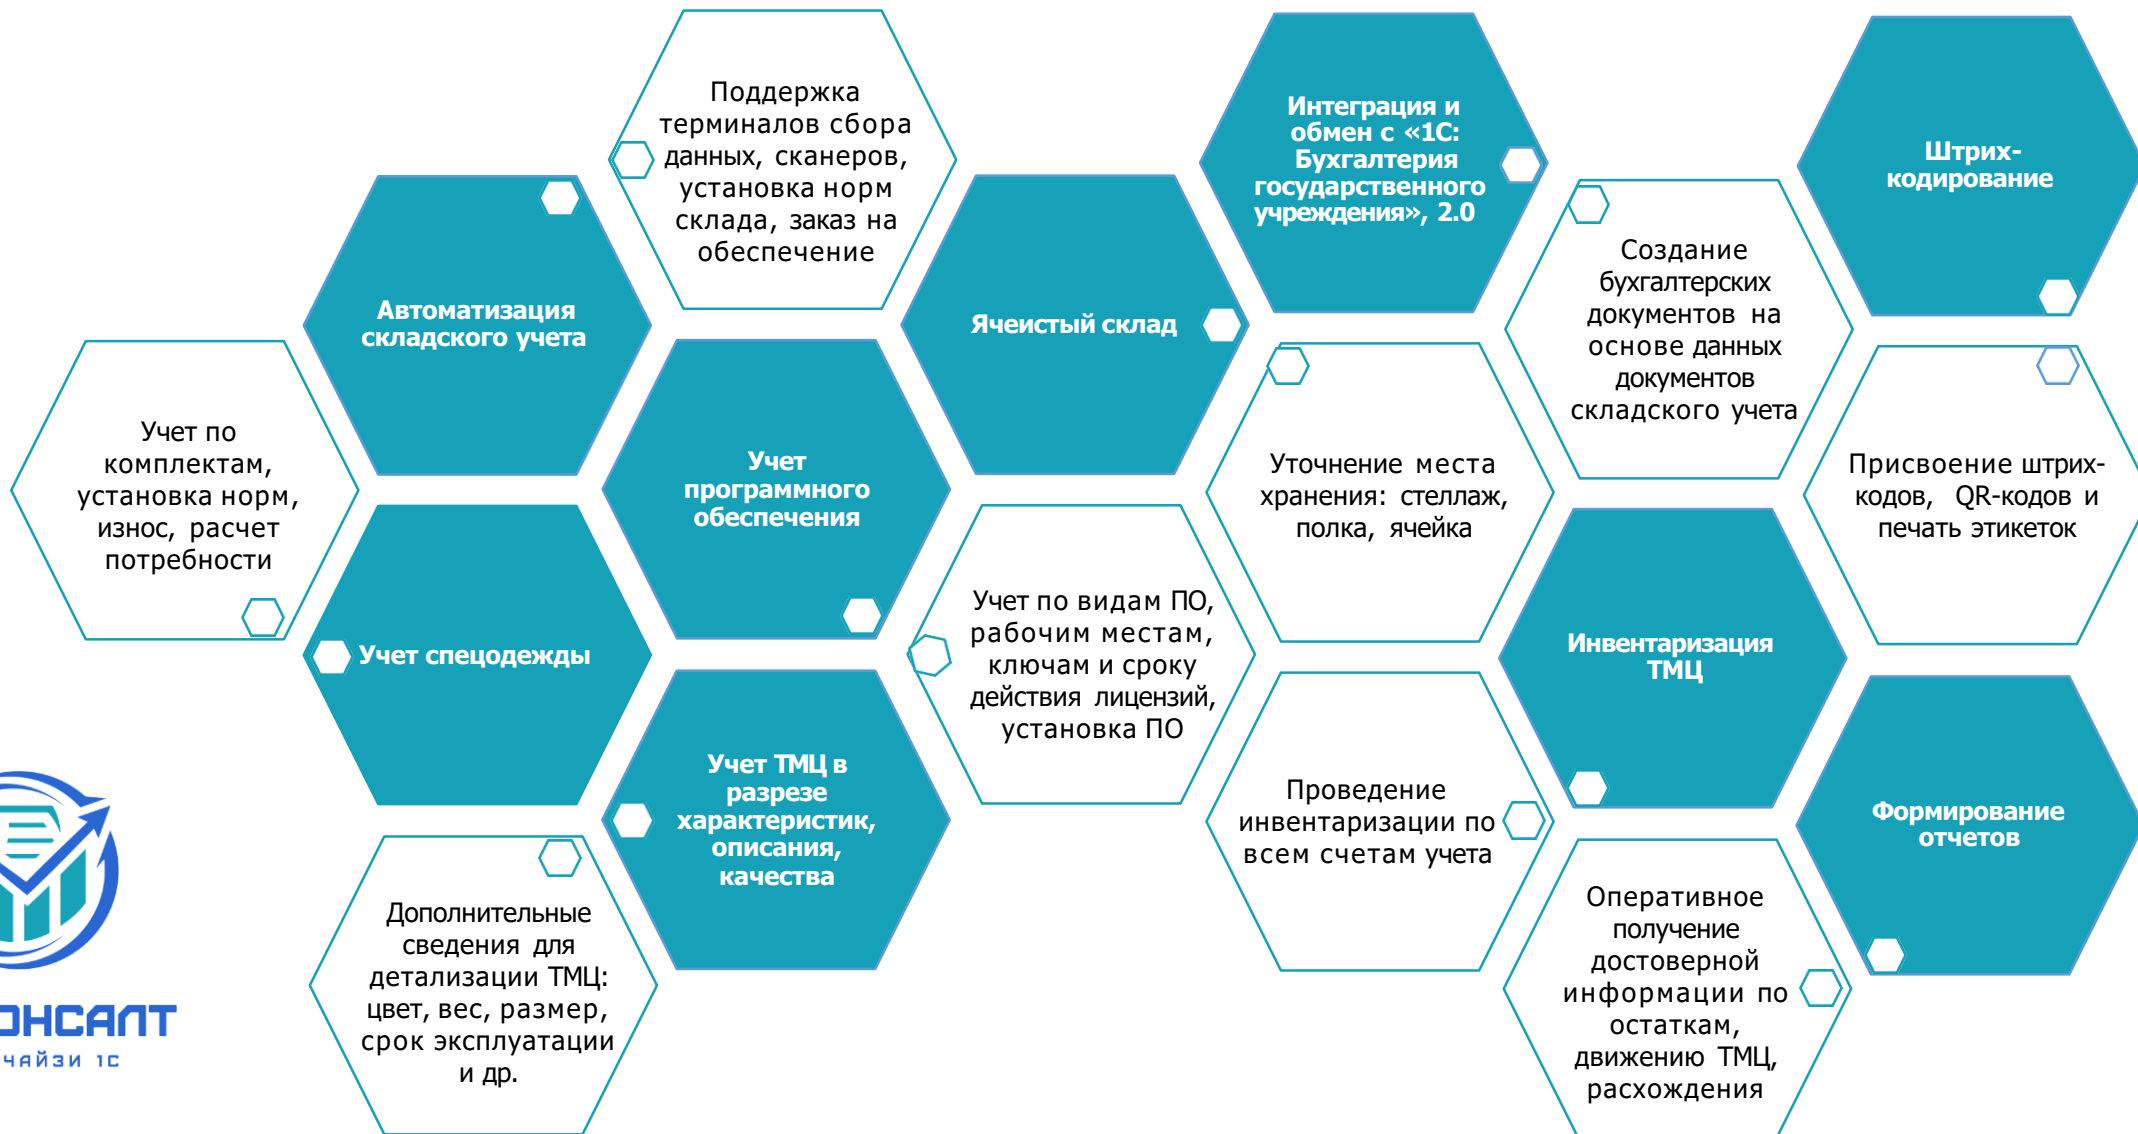 Поддержка
терминалов сбора
данных, сканеров,
установка норм
склада, заказ на
обеспечение
Автоматизация
складского учета
Учет по
комплектам,
установка норм,
износ, расчет
потребности
Учет спецодежды
Учет
программного
обеспечения
Ячеистый склад
Интеграция и
обмен с «1С:
Бухгалтерия
государственного
учреждения», 2.0
Создание
бухгалтерских
документов на
основе данных
документов
складского учета
Штрих-
кодирование
Присвоение штрих-
кодов, QR-кодов и
печать этикеток
Уточнение места
хранения: стеллаж,
полка, ячейка
Учет по видам ПО,
рабочим местам,
ключам и сроку
действия лицензий,
установка ПО
Инвентаризация
ТМЦ
Проведение
инвентаризации по
всем счетам учета
Учет ТМЦ в
разрезе
характеристик,
описания,
качества
Дополнительные
сведения для
детализации ТМЦ:
цвет, вес, размер,
срок эксплуатации
и др.
Формирование
отчетов
Оперативное
получение
достоверной
информации по
остаткам,
движению ТМЦ,
расхождения
ОНСАЛТ
ЧАЙЗИ 1С